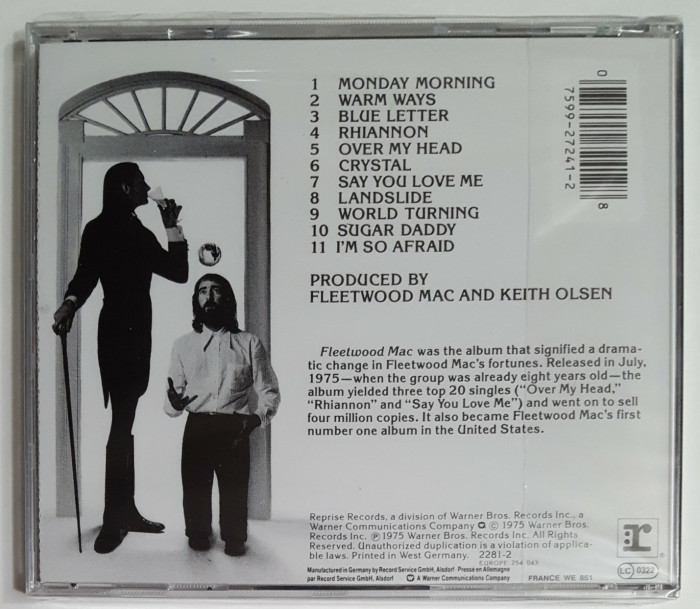 1 MONDAY MORNING
2 WARM WAYS
3 BLUE LETTER
4 RHIANNON
5 OVER MY HEAD
6 CRYSTAL
7 SAY YOU LOVE ME
8 LANDSLIDE
9 WORLD TURNING
10 SUGAR DADDY
11 I'M SO AFRAID
PRODUCED BY
FLEETWOOD MAC AND KEITH OLSEN
0 7599-27241-2 8
Fleetwood Mac was the album that signified a drama-
tic change in Fleetwood Mac's fortunes. Released in July,
1975—when the group was already eight years old—the
album yielded three top 20 singles ("Over My Head,"
"Rhiannon" and "Say You Love Me") and went on to sell
four million copies. It also became Fleetwood Mac's first
number one album in the United States.
Reprise Records, a division of Warner Bros. Records Inc., a
Warner Communications Company © 1975 Warner Bros.
Records Inc. ℗ 1975 Warner Bros. Records Inc. All Rights
Reserved. Unauthorized duplication is a violation of applica-
ble laws. Printed in West Germany. 2281-2
EUROPE: 254 043
Manufactured in Germany by Record Service GmbH, Alsdorf · Presse en Allemagne
par Record Service GmbH, Alsdorf A Warner Communications Company FRANCE WE 851
r ®
LC 0322